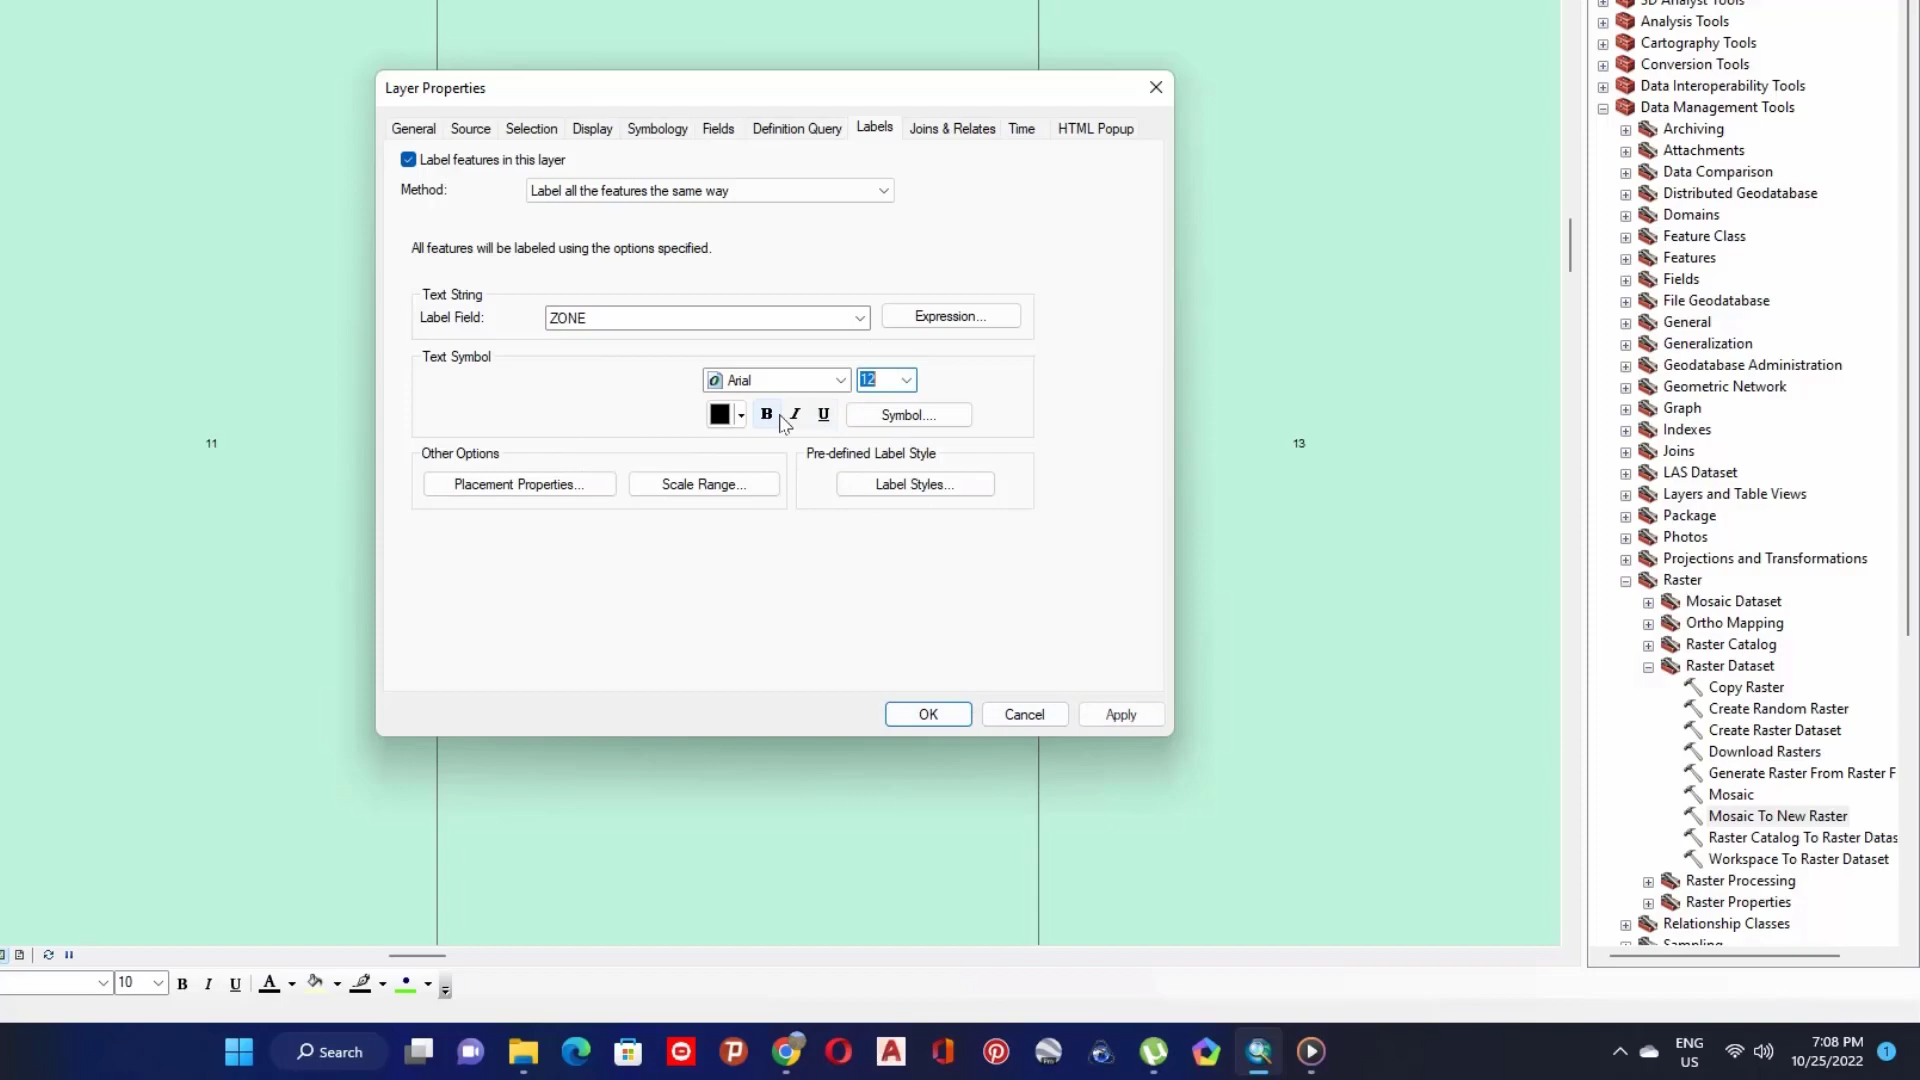 Layer Properties
General Source Selection Display Symbology Fields Definition Query Labels Joins & Relates Time HTML Popup
Label features in this layer
Method: Label all the features the same way
All features will be labeled using the options specified.
Text String
Label Field: ZONE Expression...
Text Symbol
Arial 12
B I U Symbol....
Other Options
Placement Properties... Scale Range...
Pre-defined Label Style
Label Styles...
OK Cancel Apply
11
13
3D Analyst Tools
Analysis Tools
Cartography Tools
Conversion Tools
Data Interoperability Tools
Data Management Tools
Archiving
Attachments
Data Comparison
Distributed Geodatabase
Domains
Feature Class
Features
Fields
File Geodatabase
General
Generalization
Geodatabase Administration
Geometric Network
Graph
Indexes
Joins
LAS Dataset
Layers and Table Views
Package
Photos
Projections and Transformations
Raster
Mosaic Dataset
Ortho Mapping
Raster Catalog
Raster Dataset
Copy Raster
Create Random Raster
Create Raster Dataset
Download Rasters
Generate Raster From Raster F
Mosaic
Mosaic To New Raster
Raster Catalog To Raster Datas
Workspace To Raster Dataset
Raster Processing
Raster Properties
Relationship Classes
Sampling
10 B I U A
Search
ENG
US
7:08 PM
10/25/2022
1